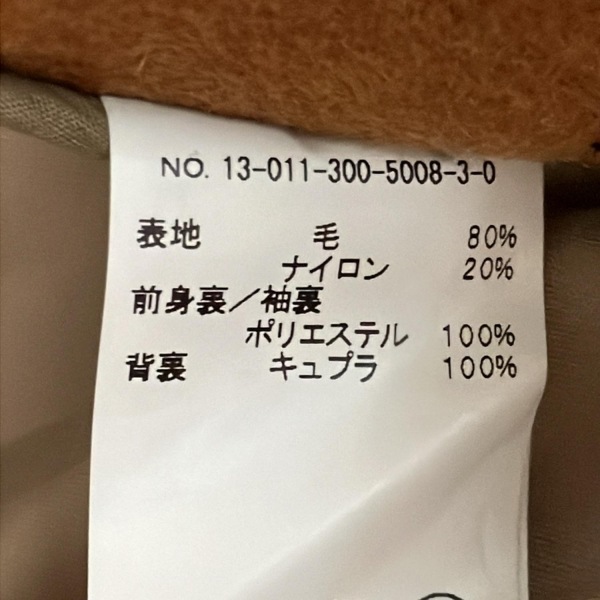 NO. 13-011-300-5008-3-0
表地 毛 80%
ナイロン 20%
前身裏／袖裏
ポリエステル 100%
背裏 キュプラ 100%